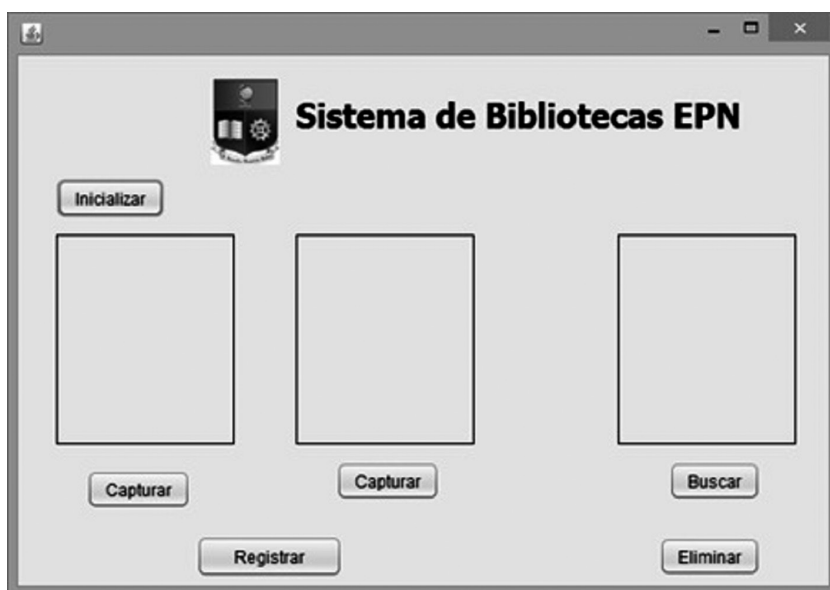 Sistema de Bibliotecas EPN
Inicializar
Capturar
Capturar
Buscar
Registrar
Eliminar